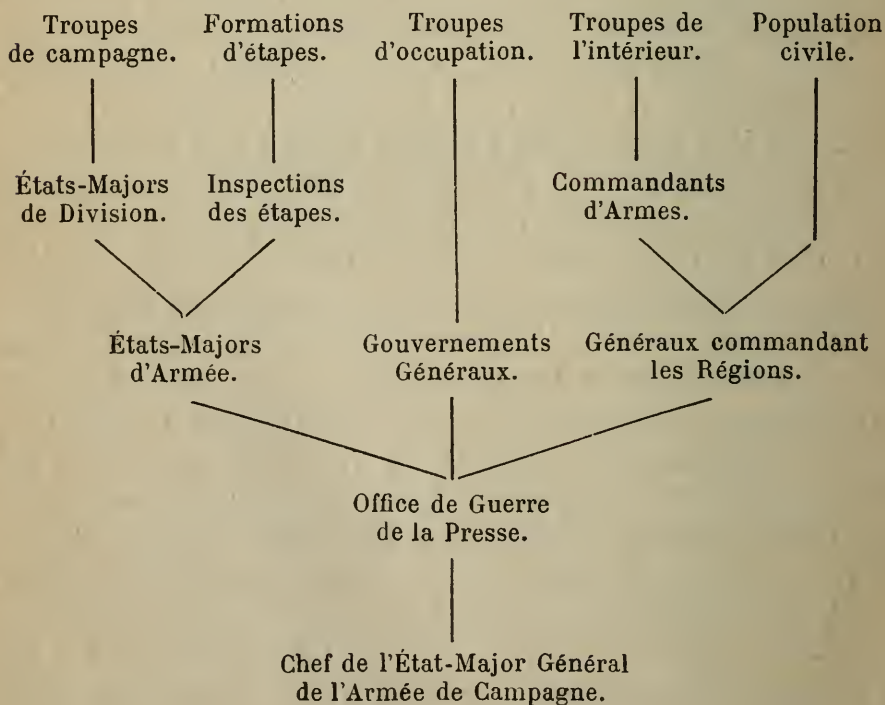 Troupes
de campagne.
Formations
d'étapes.
Troupes
d'occupation.
Troupes de
l'intérieur.
Population
civile.
États-Majors
de Division.
Inspections
des étapes.
Commandants
d'Armes.
États-Majors
d'Armée.
Gouvernements
Généraux.
Généraux commandant
les Régions.
Office de Guerre
de la Presse.
Chef de l'État-Major Général
de l'Armée de Campagne.